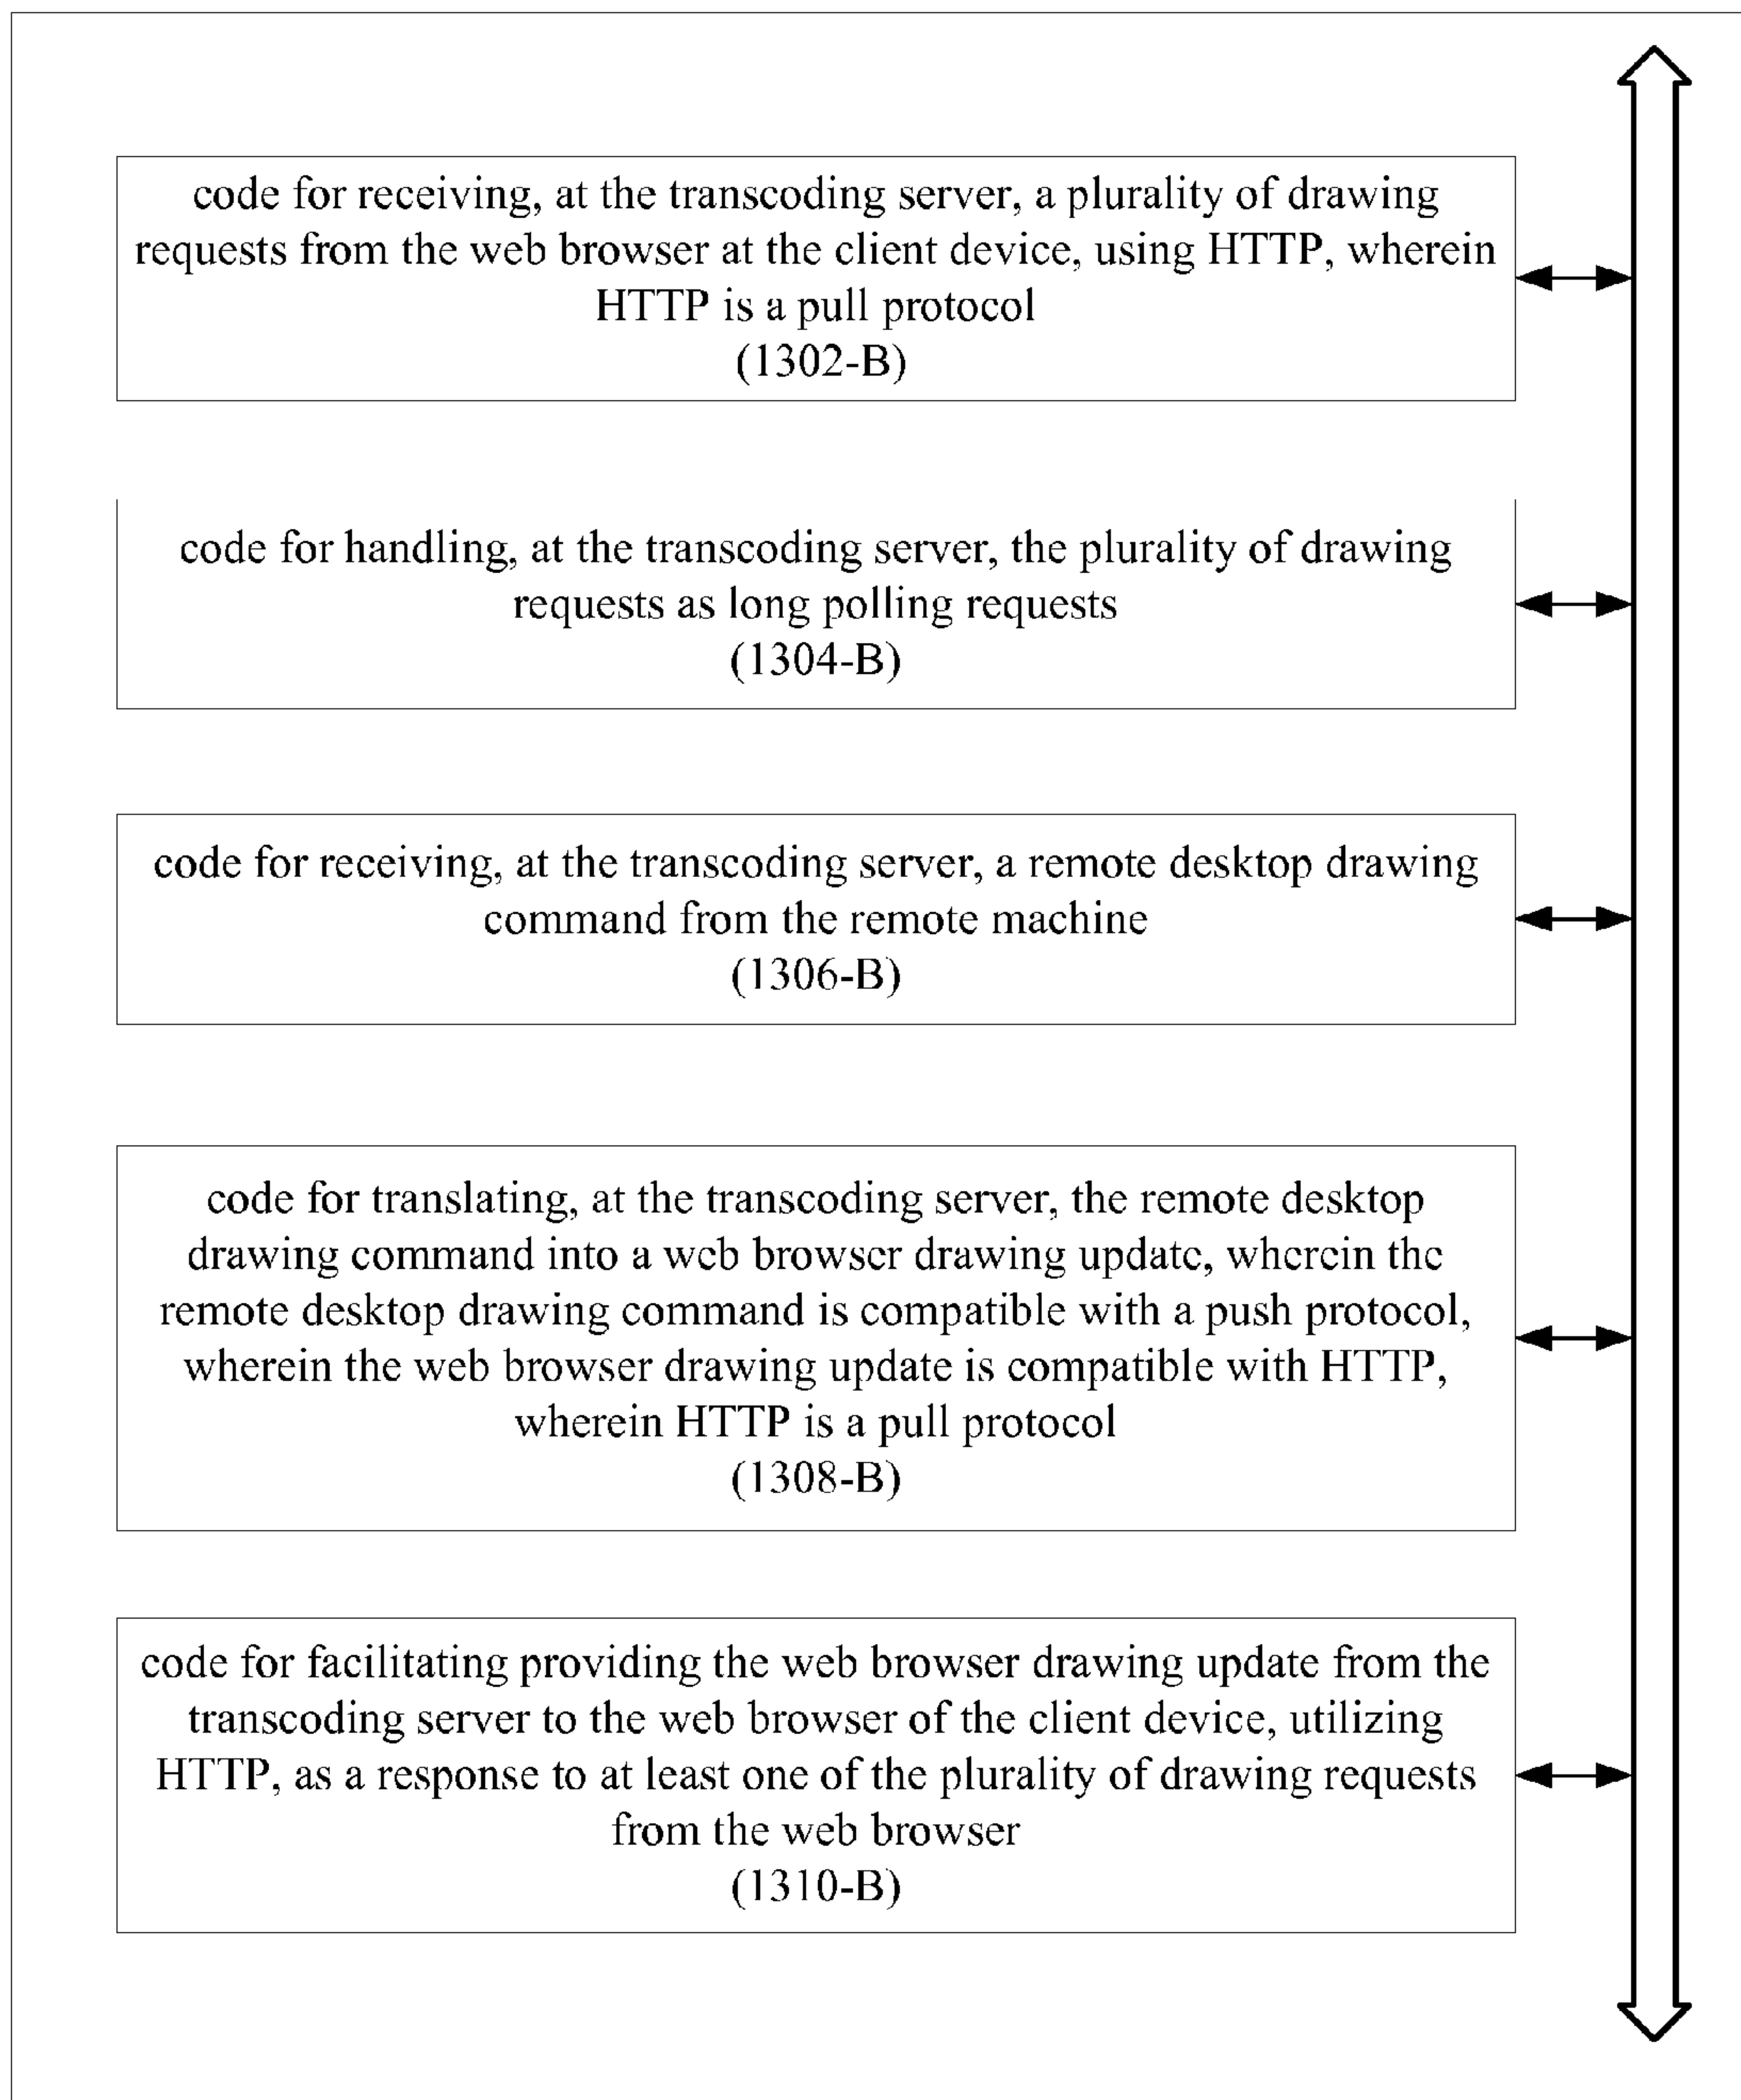 code for receiving, at the transcoding server, a plurality of drawing
requests from the web browser at the client device, using HTTP, wherein
HTTP is a pull protocol
(1302-B)
code for handling, at the transcoding server, the plurality of drawing
requests as long polling requests
(1304-B)
code for receiving, at the transcoding server, a remote desktop drawing
command from the remote machine
(1306-B)
code for translating, at the transcoding server, the remote desktop
drawing command into a web browser drawing update, wherein the
remote desktop drawing command is compatible with a push protocol,
wherein the web browser drawing update is compatible with HTTP,
wherein HTTP is a pull protocol
(1308-B)
code for facilitating providing the web browser drawing update from the
transcoding server to the web browser of the client device, utilizing
HTTP, as a response to at least one of the plurality of drawing requests
from the web browser
(1310-B)